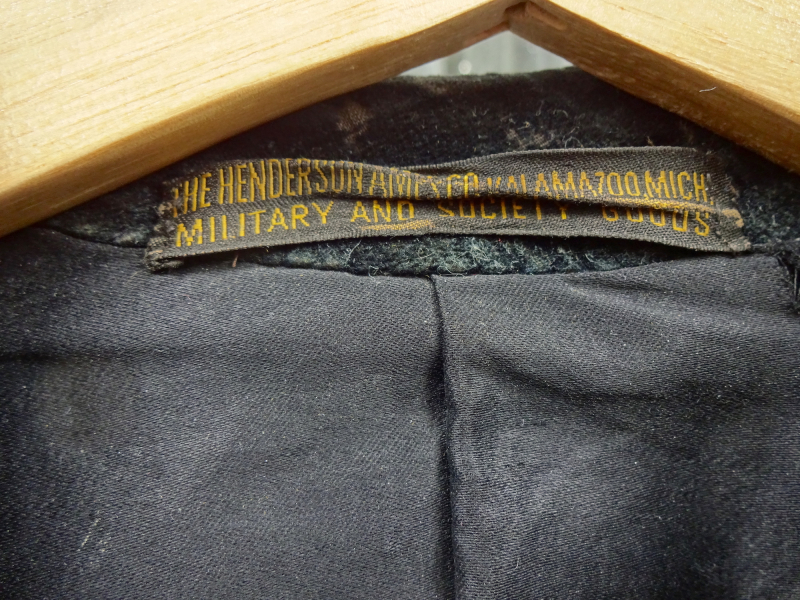 THE HENDERSON AMES CO. KALAMAZOO, MICH.
MILITARY AND SOCIETY GOODS